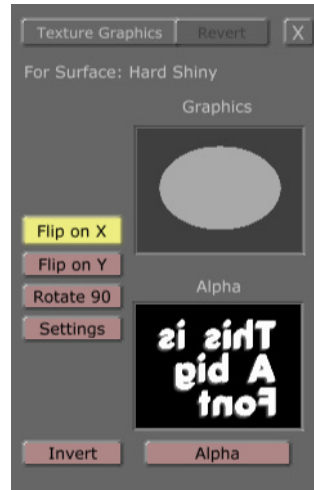 Texture Graphics
Revert
X
For Surface: Hard Shiny
Graphics
Flip on X
Flip on Y
Rotate 90
Settings
Alpha
This is
A big
Font
Invert
Alpha